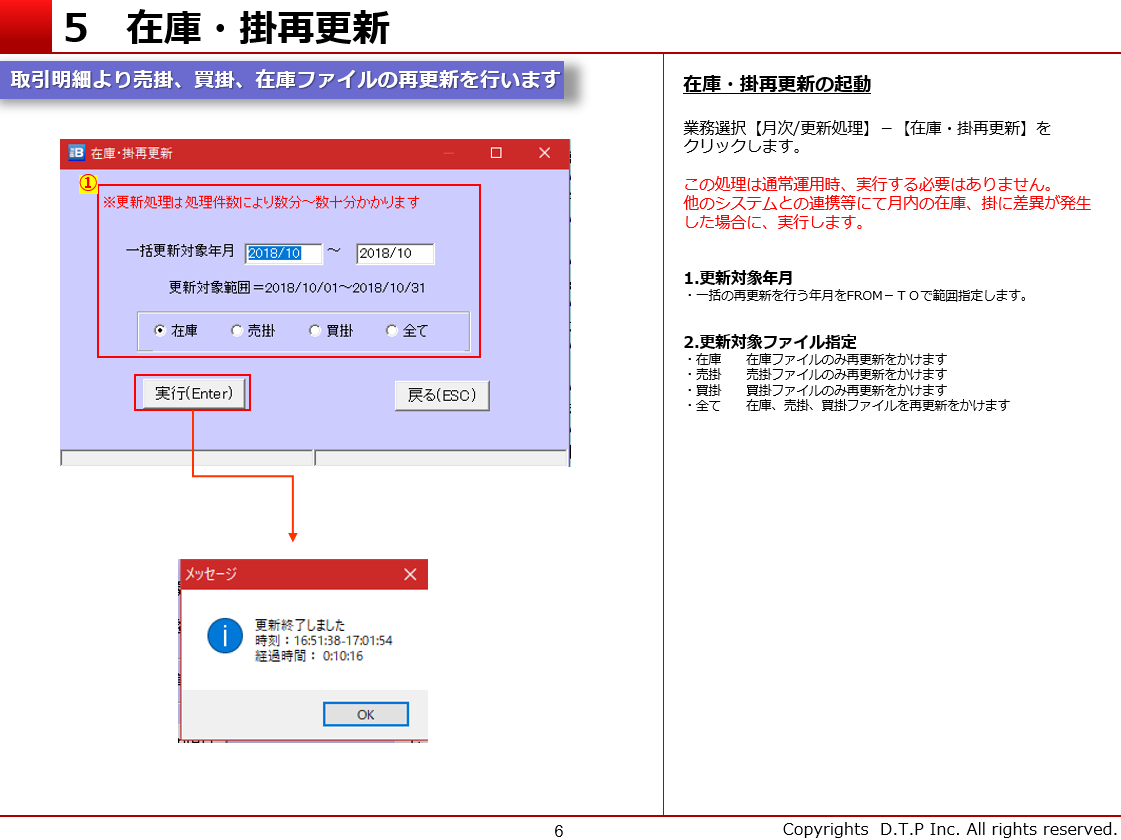 5 在庫・掛再更新
取引明細より売掛、買掛、在庫ファイルの再更新を行います
B 在庫・掛再更新
①
※更新処理は処理件数により数分～数十分かかります
一括更新対象年月 2018/10 ～ 2018/10
更新対象範囲＝2018/10/01～2018/10/31
在庫 売掛 買掛 全て
実行(Enter) 戻る(ESC)
メッセージ
更新終了しました
時刻：16:51:38-17:01:54
経過時間： 0:10:16
OK
在庫・掛再更新の起動
業務選択【月次/更新処理】－【在庫・掛再更新】を
クリックします。
この処理は通常運用時、実行する必要はありません。
他のシステムとの連携等にて月内の在庫、掛に差異が発生
した場合に、実行します。
1.更新対象年月
・一括の再更新を行う年月をFROM－ＴＯで範囲指定します。
2.更新対象ファイル指定
・在庫 在庫ファイルのみ再更新をかけます
・売掛 売掛ファイルのみ再更新をかけます
・買掛 買掛ファイルのみ再更新をかけます
・全て 在庫、売掛、買掛ファイルを再更新をかけます
6
Copyrights D.T.P Inc. All rights reserved.